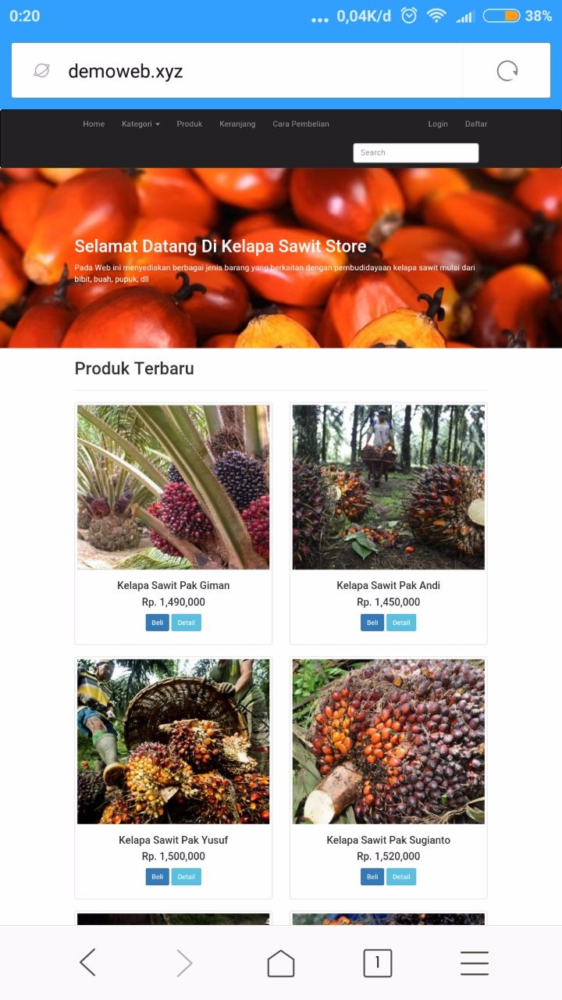 0:20
... 0,04K/d 38%
demoweb.xyz
Home Kategori Produk Keranjang Cara Pembelian Login Daftar
Search
Selamat Datang Di Kelapa Sawit Store
Pada Web ini menyediakan berbagai jenis barang yang berkaitan dengan pembudidayaan kelapa sawit mulai dari
bibit, buah, pupuk, dll
Produk Terbaru
Kelapa Sawit Pak Giman
Rp. 1,490,000
Beli Detail
Kelapa Sawit Pak Andi
Rp. 1,450,000
Beli Detail
Kelapa Sawit Pak Yusuf
Rp. 1,500,000
Beli Detail
Kelapa Sawit Pak Sugianto
Rp. 1,520,000
Beli Detail
1